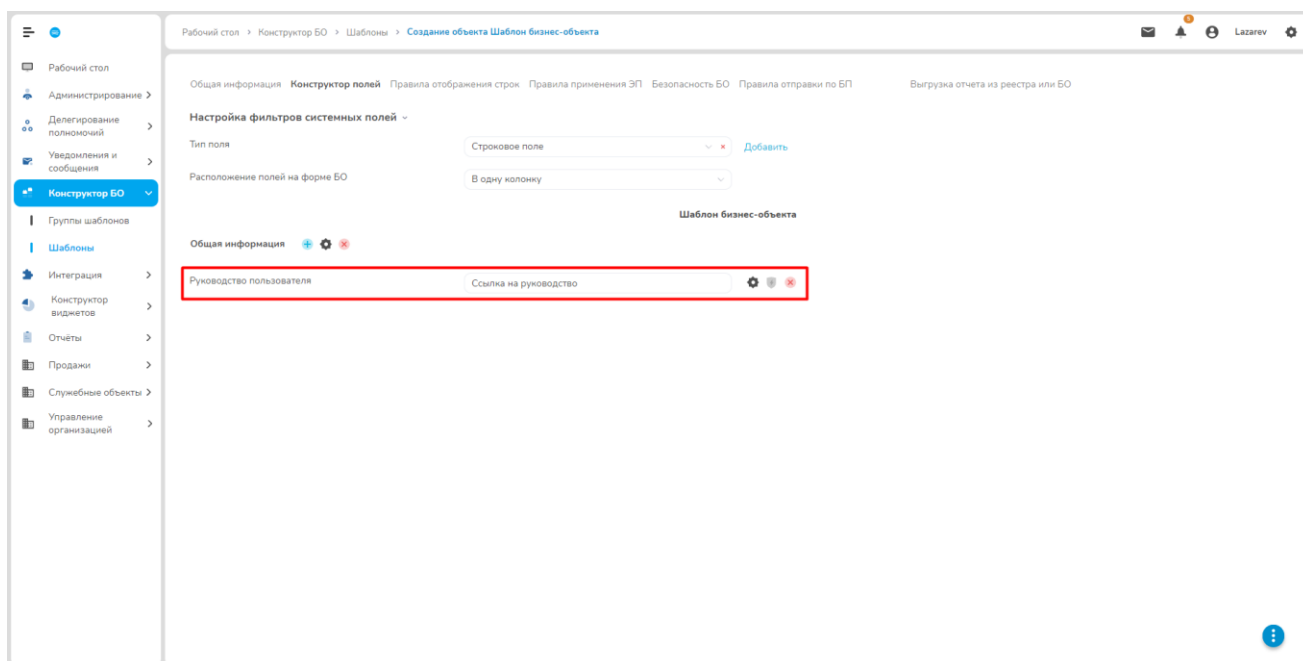 Рабочий стол > Конструктор БО > Шаблоны > Создание объекта Шаблон бизнес-объекта
1
Lazarev
Рабочий стол
Администрирование
Делегирование
полномочий
Уведомления и
сообщения
Конструктор БО
Группы шаблонов
Шаблоны
Интеграция
Конструктор
виджетов
Отчёты
Продажи
Служебные объекты
Управление
организацией
Общая информация Конструктор полей Правила отображения строк Правила применения ЭП Безопасность БО Правила отправки по БП Выгрузка отчета из реестра или БО
Настройка фильтров системных полей
Тип поля Строковое поле Добавить
Расположение полей на форме БО В одну колонку
Шаблон бизнес-объекта
Общая информация
Руководство пользователя Ссылка на руководство